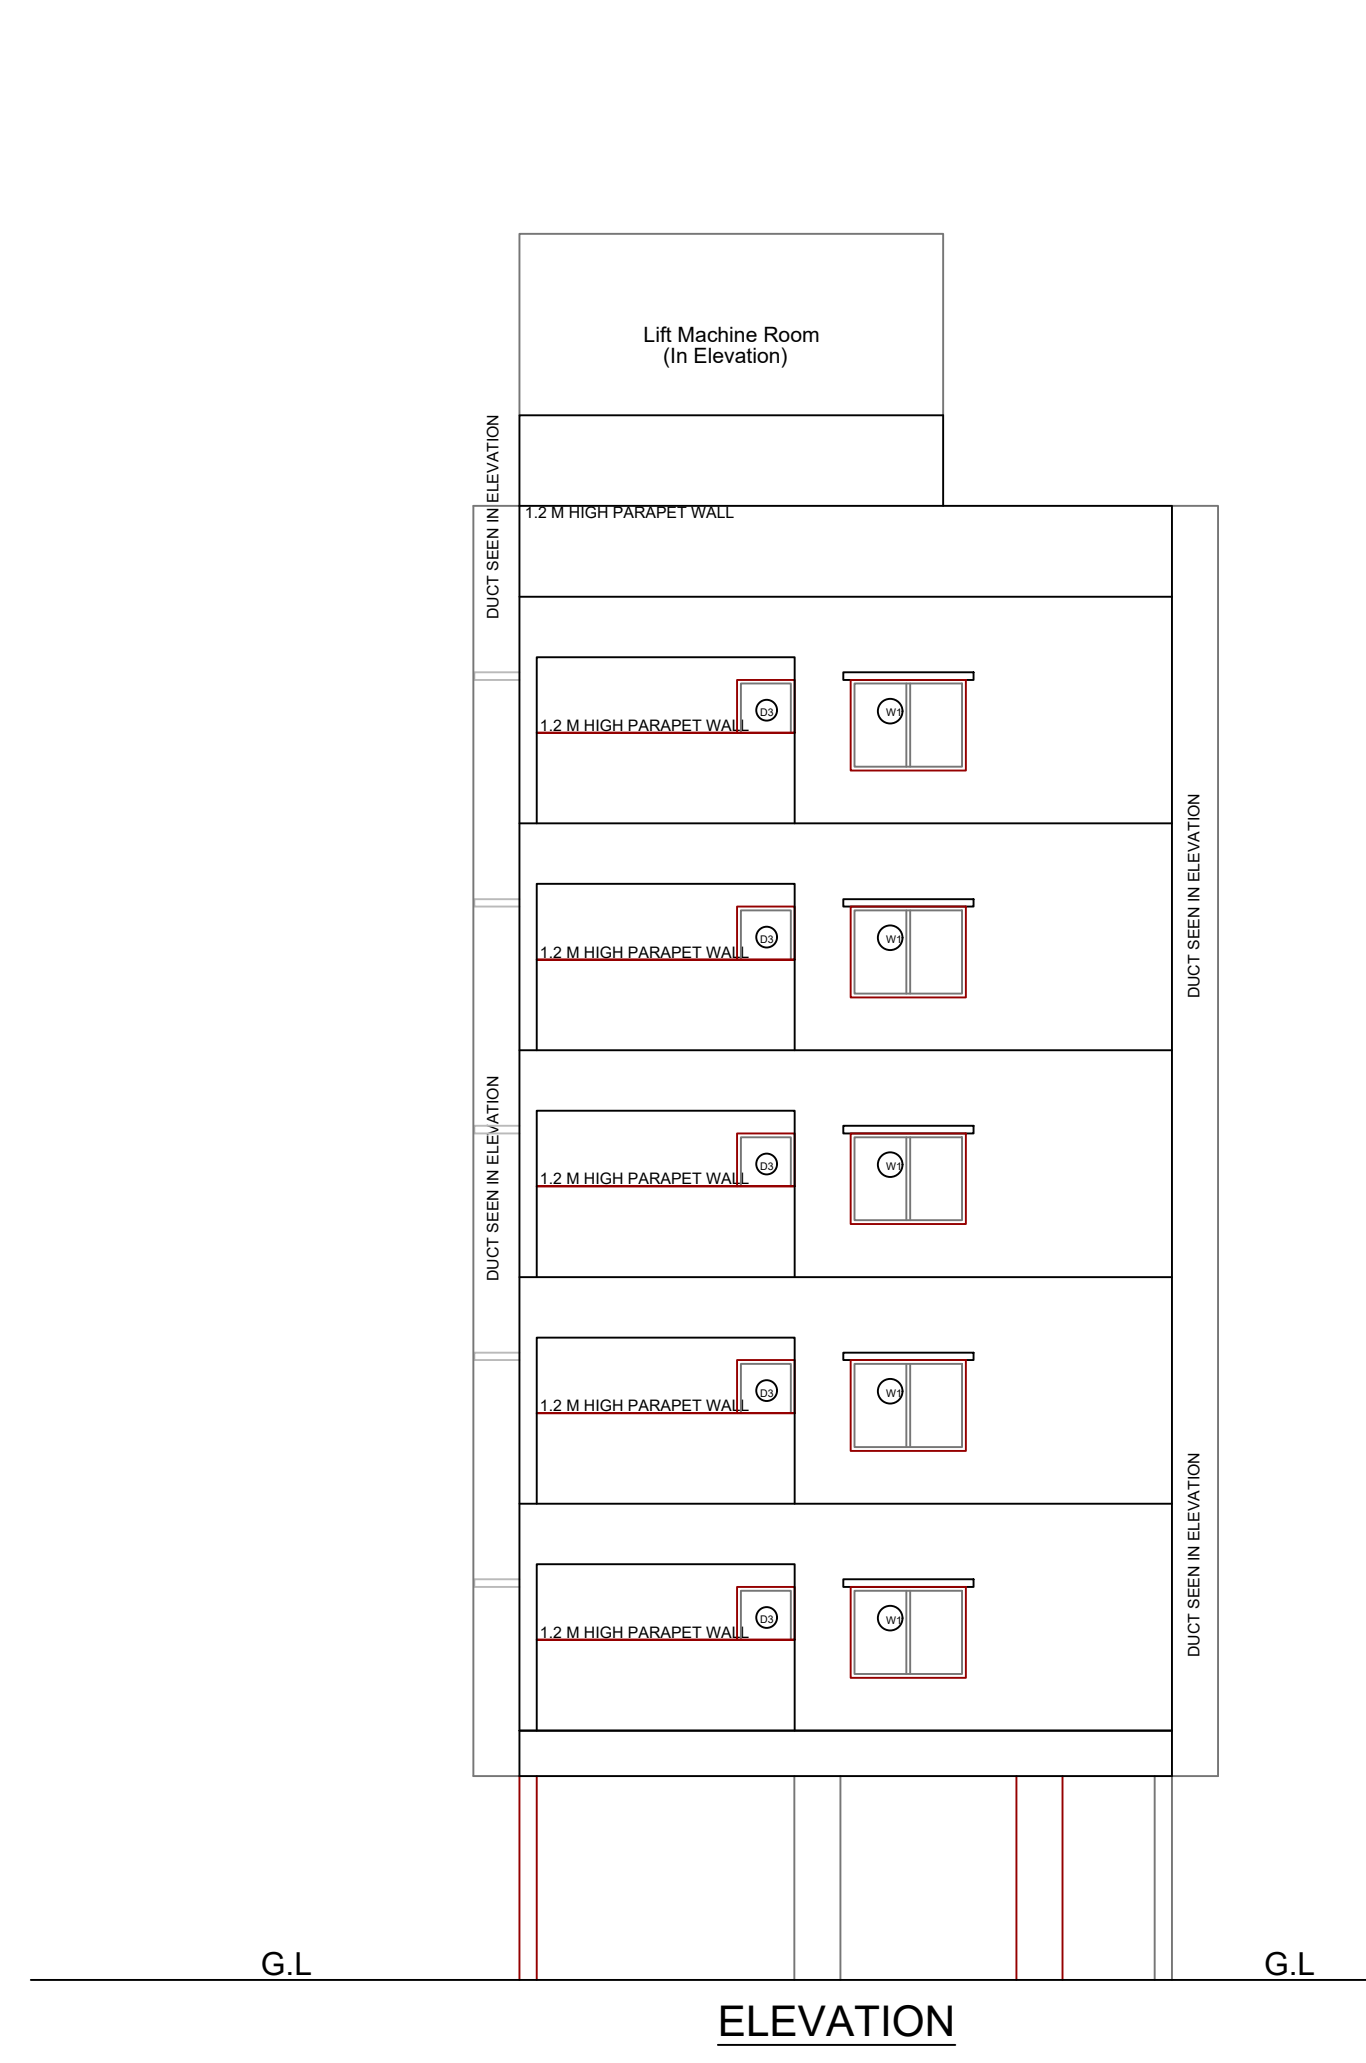 Lift Machine Room
(In Elevation)
DUCT SEEN IN ELEVATION
1.2 M HIGH PARAPET WALL
1.2 M HIGH PARAPET WALL
D3
W1
DUCT SEEN IN ELEVATION
1.2 M HIGH PARAPET WALL
D3
W1
DUCT SEEN IN ELEVATION
1.2 M HIGH PARAPET WALL
D3
W1
1.2 M HIGH PARAPET WALL
D3
W1
DUCT SEEN IN ELEVATION
1.2 M HIGH PARAPET WALL
D3
W1
G.L
G.L
ELEVATION